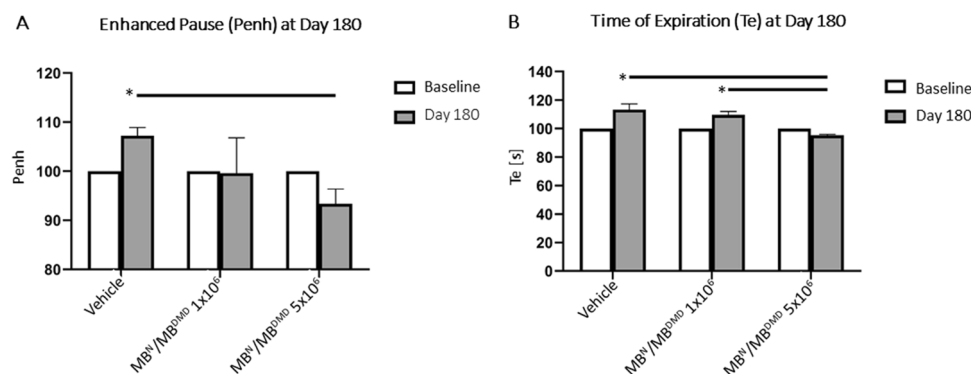 A
Enhanced Pause (Penh) at Day 180
120
110
100
90
80
Penh
*
Baseline
Day 180
Vehicle
MBᴺ/MBᴰᴹᴰ 1x10⁶
MBᴺ/MBᴰᴹᴰ 5x10⁶
B
Time of Expiration (Te) at Day 180
140
120
100
80
60
40
20
0
Te [s]
*
*
Baseline
Day 180
Vehicle
MBᴺ/MBᴰᴹᴰ 1x10⁶
MBᴺ/MBᴰᴹᴰ 5x10⁶